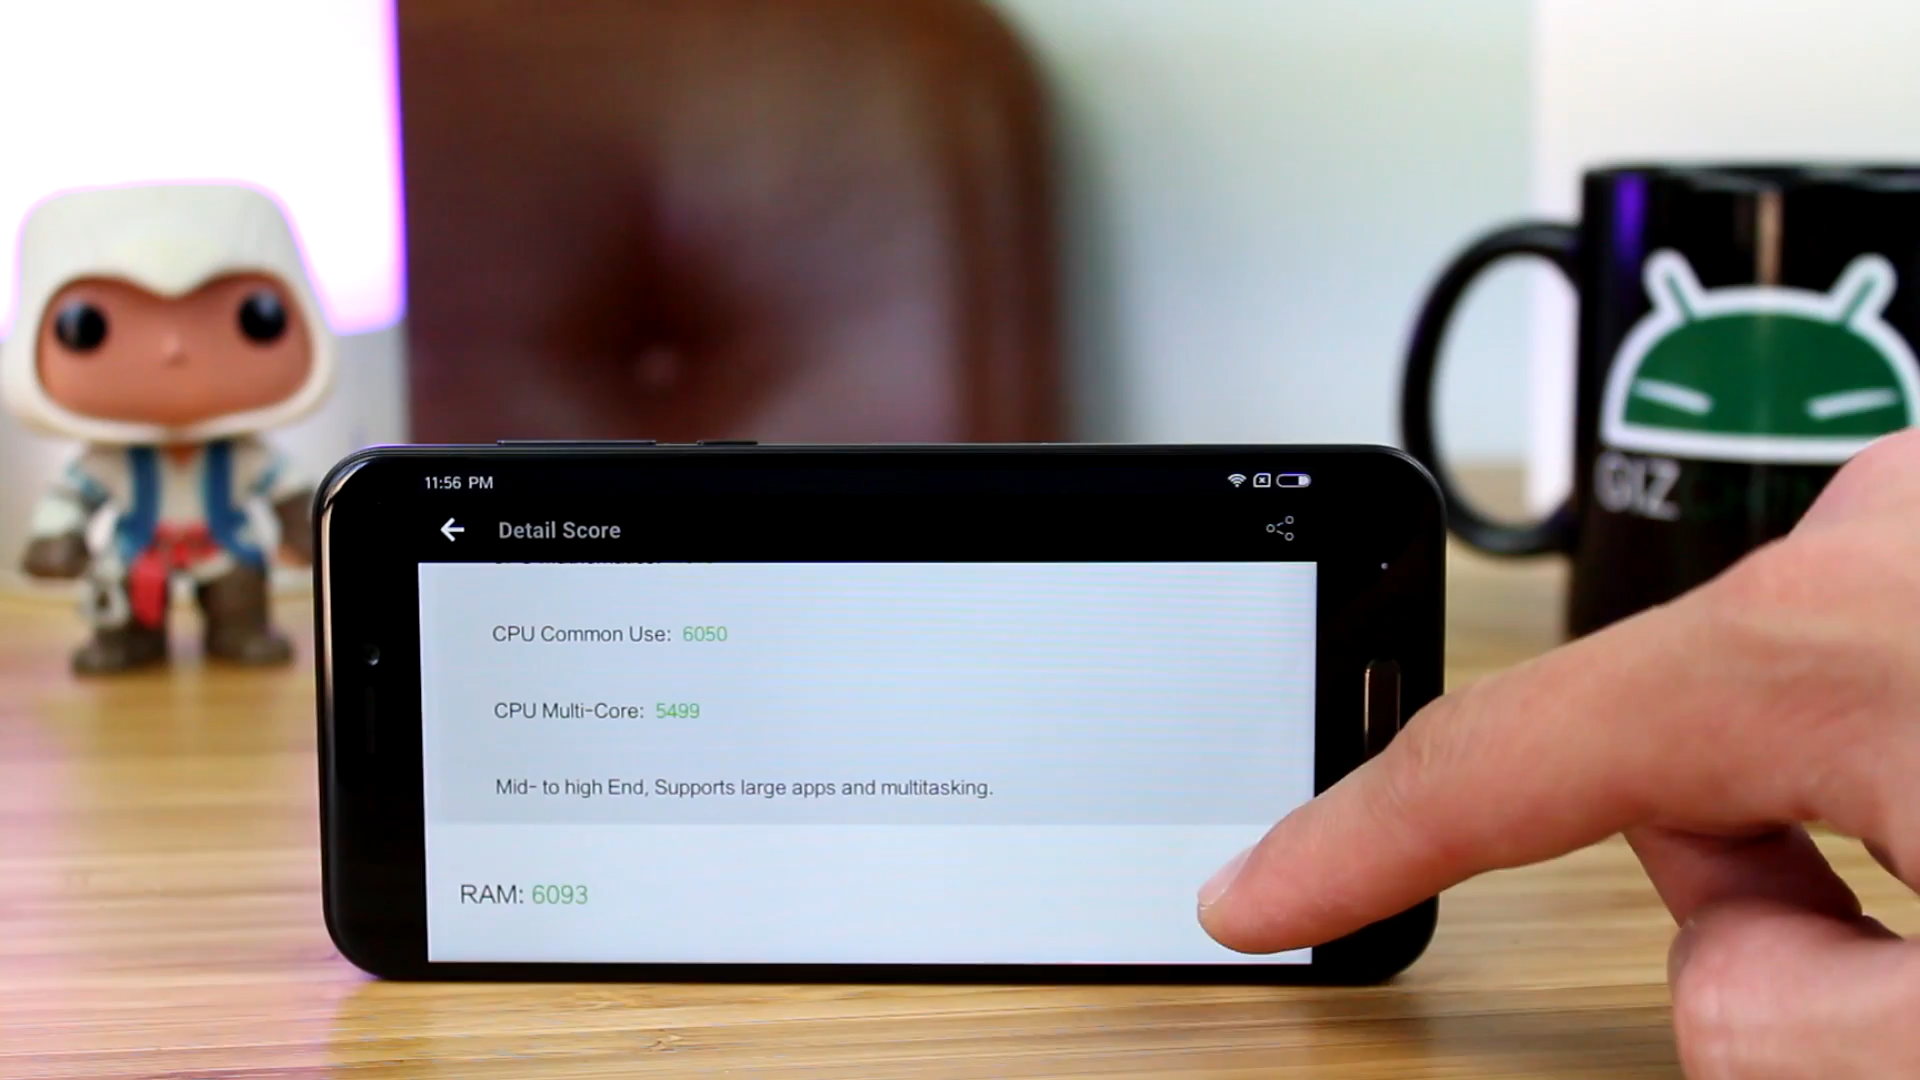 11:56 PM
Detail Score
CPU Common Use: 6050
CPU Multi-Core: 5499
Mid- to high End, Supports large apps and multitasking.
RAM: 6093
GIZ